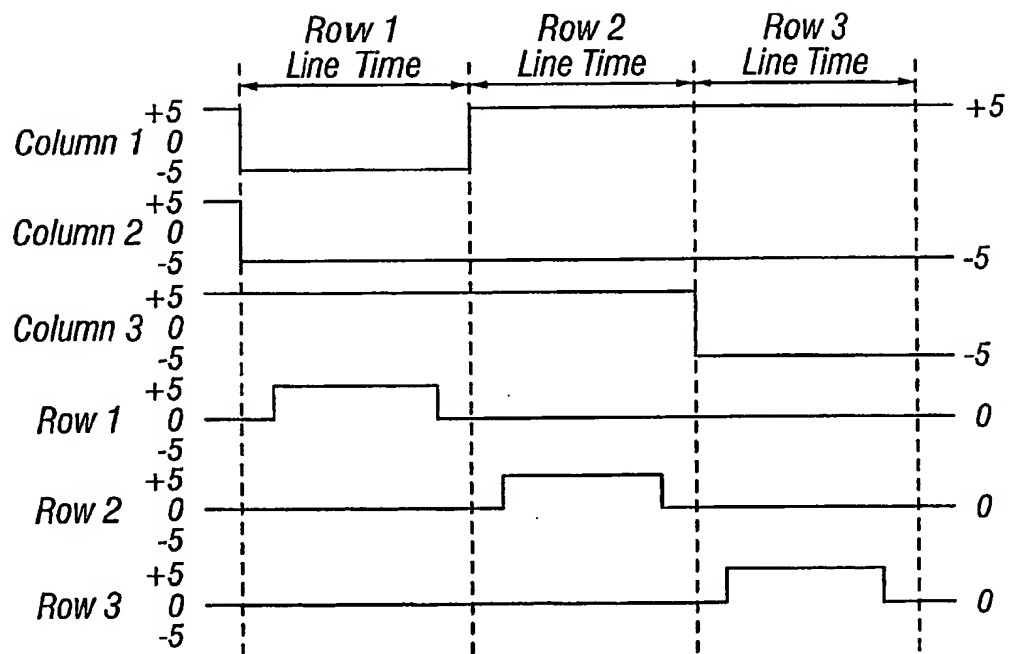 Row 1 Row 2 Row 3
Line Time Line Time Line Time
+5 +5
Column 1 0
-5
+5
Column 2 0
-5 -5
+5
Column 3 0
-5 -5
+5
Row 1 0 0
-5
+5
Row 2 0 0
-5
+5
Row 3 0 0
-5